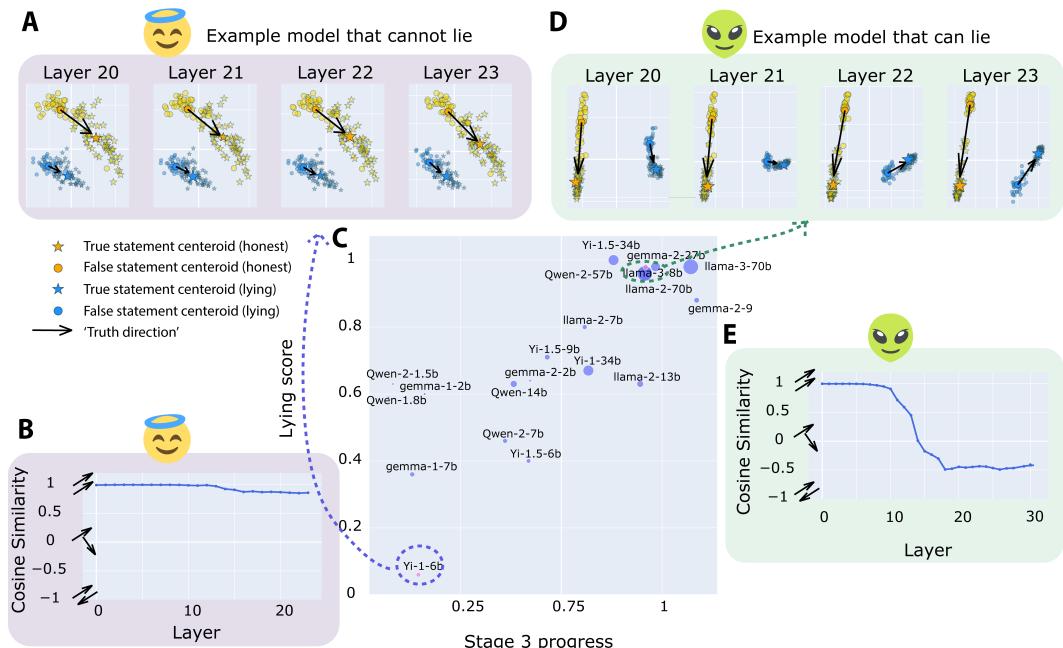 A
Example model that cannot lie
Layer 20
Layer 21
Layer 22
Layer 23
D
Example model that can lie
Layer 20
Layer 21
Layer 22
Layer 23
True statement centeroid (honest)
False statement centeroid (honest)
True statement centeroid (lying)
False statement centeroid (lying)
'Truth direction'
C
Lying score
1
0.8
0.6
0.4
0.2
0
Yi-1.5-34b
gemma-2-27b
Qwen-2-57b
llama-3-8b
llama-3-70b
llama-2-70b
gemma-2-9
llama-2-7b
Yi-1.5-9b
Yi-1-34b
Qwen-2-1.5b
gemma-2-2b
llama-2-13b
gemma-1-2b
Qwen-14b
Qwen-1.8b
Qwen-2-7b
Yi-1.5-6b
gemma-1-7b
Yi-1-6b
0.25
0.75
1
Stage 3 progress
B
Cosine Similarity
1
0.5
0
−0.5
−1
0
10
20
Layer
E
Cosine Similarity
1
0.5
0
−0.5
−1
0
10
20
30
Layer